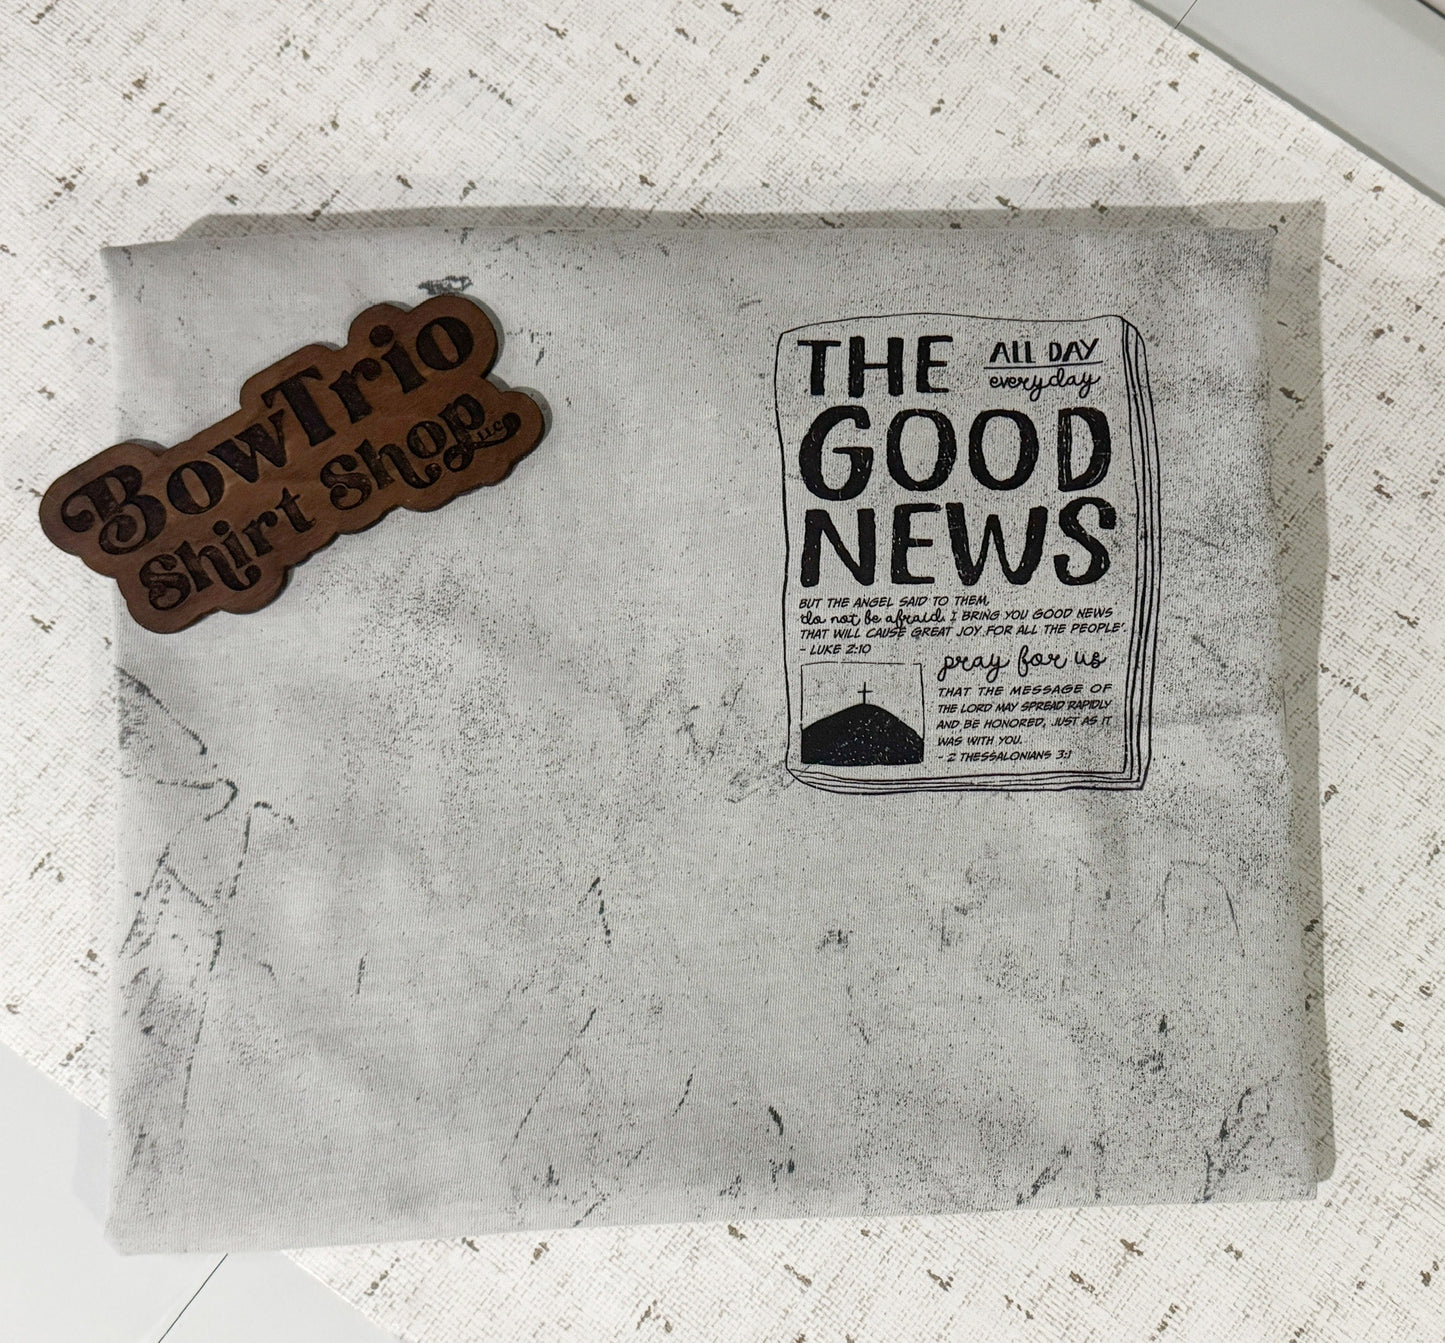 BowTrio
Shirt Shop LLC
THE
ALL DAY
everyday
GOOD
NEWS
BUT THE ANGEL SAID TO THEM,
do not be afraid. I BRING YOU GOOD NEWS
THAT WILL CAUSE GREAT JOY FOR ALL THE PEOPLE'.
- LUKE 2:10
pray for us
THAT THE MESSAGE OF
THE LORD MAY SPREAD RAPIDLY
AND BE HONORED, JUST AS IT
WAS WITH YOU.
- 2 THESSALONIANS 3:1